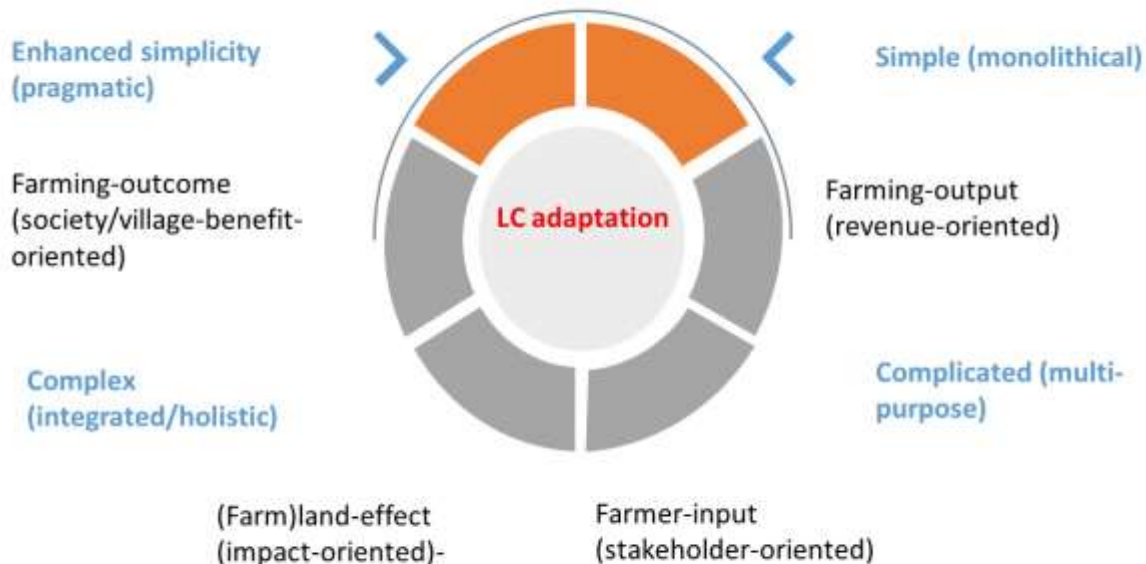 Enhanced simplicity
(pragmatic)
Simple (monolithical)
Farming-outcome
(society/village-benefit-
oriented)
LC adaptation
Farming-output
(revenue-oriented)
Complex
(integrated/holistic)
Complicated (multi-
purpose)
(Farm)land-effect
(impact-oriented)-
Farmer-input
(stakeholder-oriented)